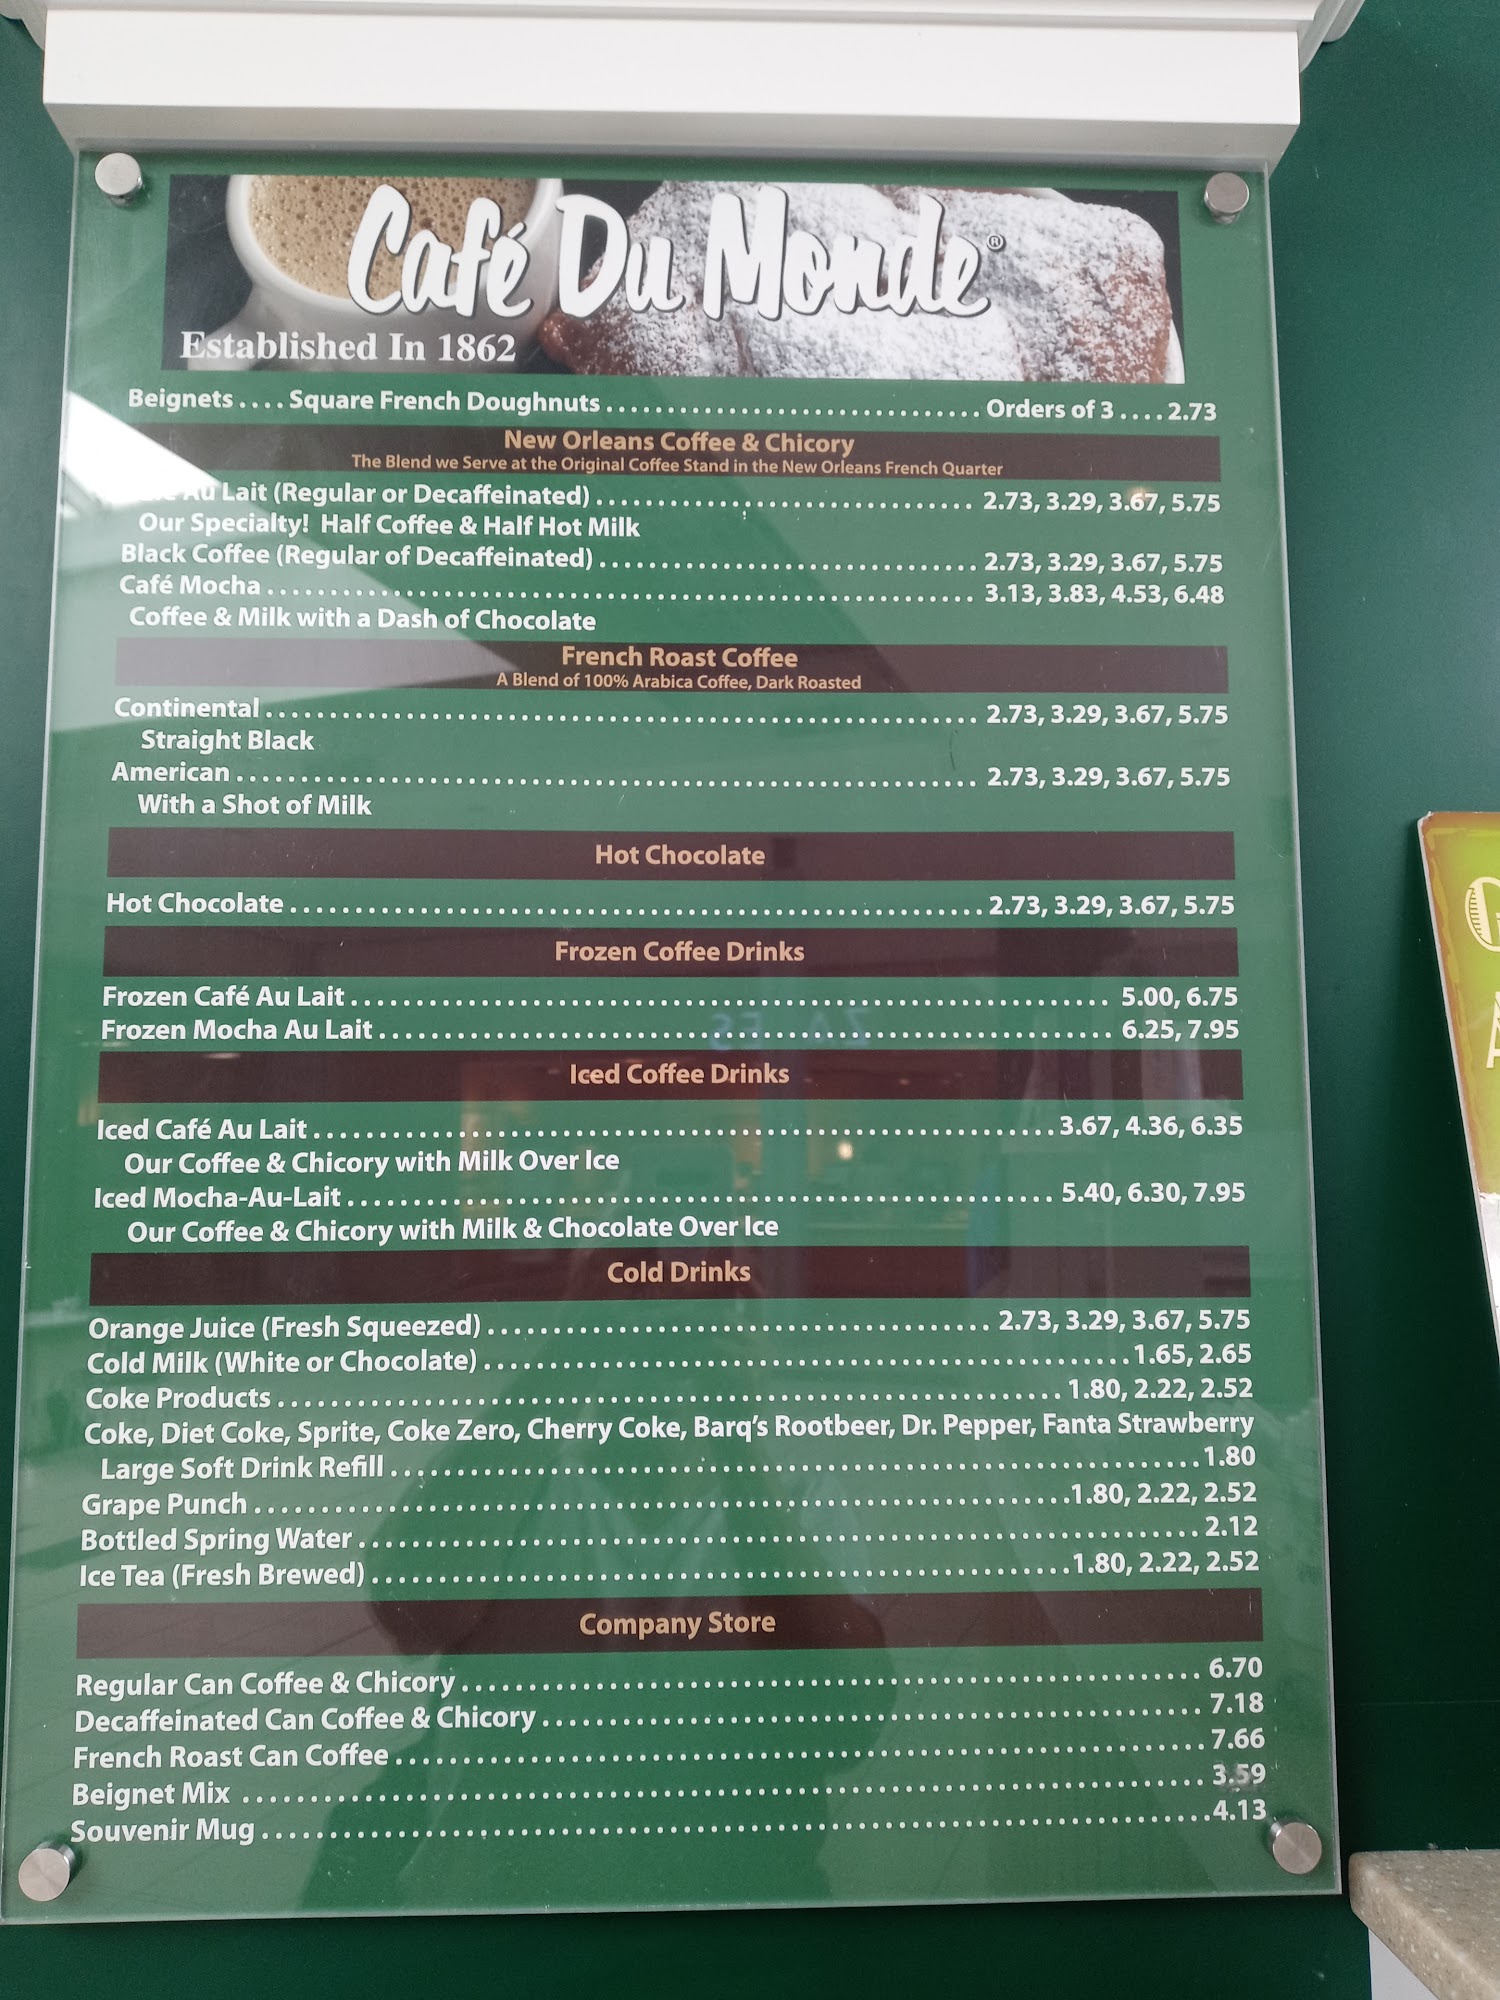 Café Du Monde®
Established In 1862
Beignets .... Square French Doughnuts ................................ Orders of 3 .... 2.73
New Orleans Coffee & Chicory
The Blend we Serve at the Original Coffee Stand in the New Orleans French Quarter
Au Lait (Regular or Decaffeinated) ................................ 2.73, 3.29, 3.67, 5.75
Our Specialty! Half Coffee & Half Hot Milk
Black Coffee (Regular of Decaffeinated) ................................ 2.73, 3.29, 3.67, 5.75
Café Mocha ................................ 3.13, 3.83, 4.53, 6.48
Coffee & Milk with a Dash of Chocolate
French Roast Coffee
A Blend of 100% Arabica Coffee, Dark Roasted
Continental ................................ 2.73, 3.29, 3.67, 5.75
Straight Black
American ................................ 2.73, 3.29, 3.67, 5.75
With a Shot of Milk
Hot Chocolate
Hot Chocolate ................................ 2.73, 3.29, 3.67, 5.75
Frozen Coffee Drinks
Frozen Café Au Lait ................................ 5.00, 6.75
Frozen Mocha Au Lait ................................ 6.25, 7.95
Iced Coffee Drinks
Iced Café Au Lait ................................ 3.67, 4.36, 6.35
Our Coffee & Chicory with Milk Over Ice
Iced Mocha-Au-Lait ................................ 5.40, 6.30, 7.95
Our Coffee & Chicory with Milk & Chocolate Over Ice
Cold Drinks
Orange Juice (Fresh Squeezed) ................................ 2.73, 3.29, 3.67, 5.75
Cold Milk (White or Chocolate) ................................ 1.65, 2.65
Coke Products ................................ 1.80, 2.22, 2.52
Coke, Diet Coke, Sprite, Coke Zero, Cherry Coke, Barq's Rootbeer, Dr. Pepper, Fanta Strawberry
Large Soft Drink Refill ................................ 1.80
Grape Punch ................................ 1.80, 2.22, 2.52
Bottled Spring Water ................................ 2.12
Ice Tea (Fresh Brewed) ................................ 1.80, 2.22, 2.52
Company Store
Regular Can Coffee & Chicory ................................ 6.70
Decaffeinated Can Coffee & Chicory ................................ 7.18
French Roast Can Coffee ................................ 7.66
Beignet Mix ................................ 3.59
Souvenir Mug ................................ 4.13